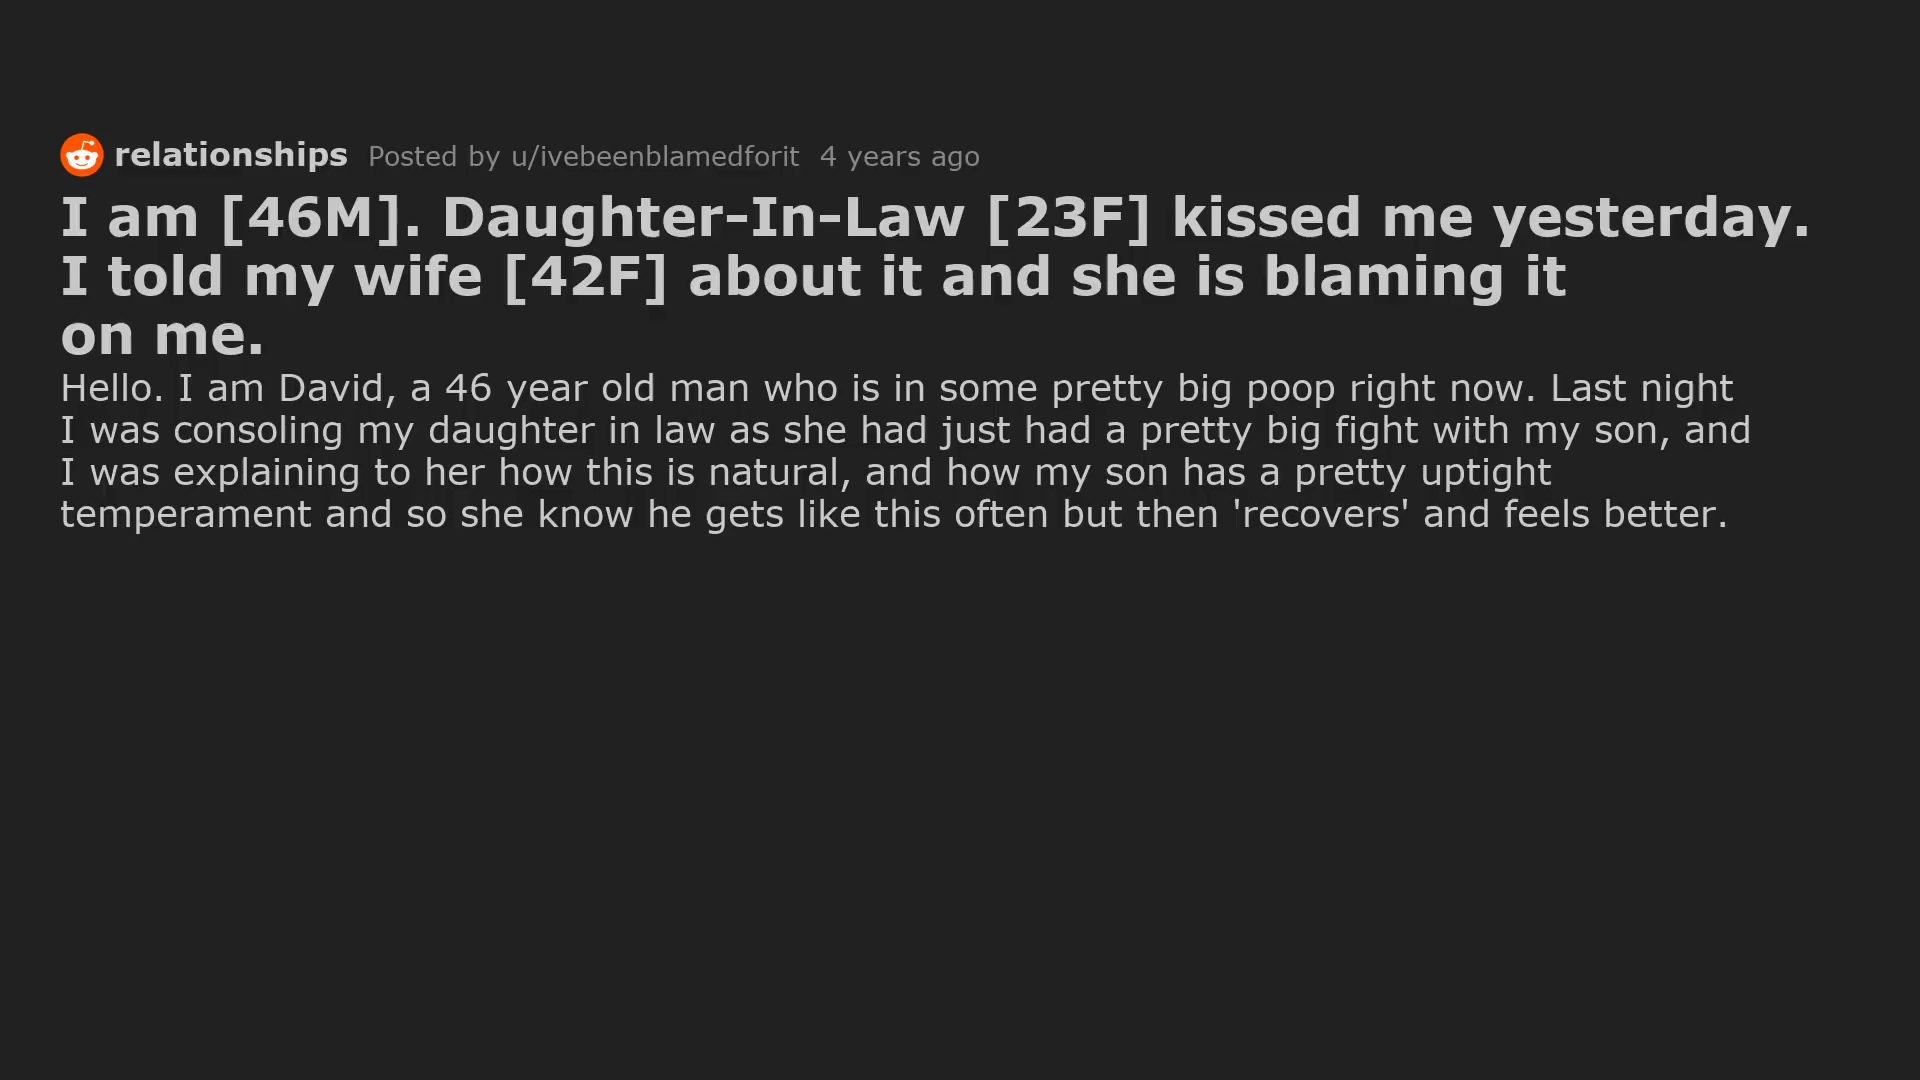 relationships Posted by u/ivebeenblamedforit 4 years ago
I am [46M]. Daughter-In-Law [23F] kissed me yesterday.
I told my wife [42F] about it and she is blaming it
on me.
Hello. I am David, a 46 year old man who is in some pretty big poop right now. Last night
I was consoling my daughter in law as she had just had a pretty big fight with my son, and
I was explaining to her how this is natural, and how my son has a pretty uptight
temperament and so she know he gets like this often but then 'recovers' and feels better.